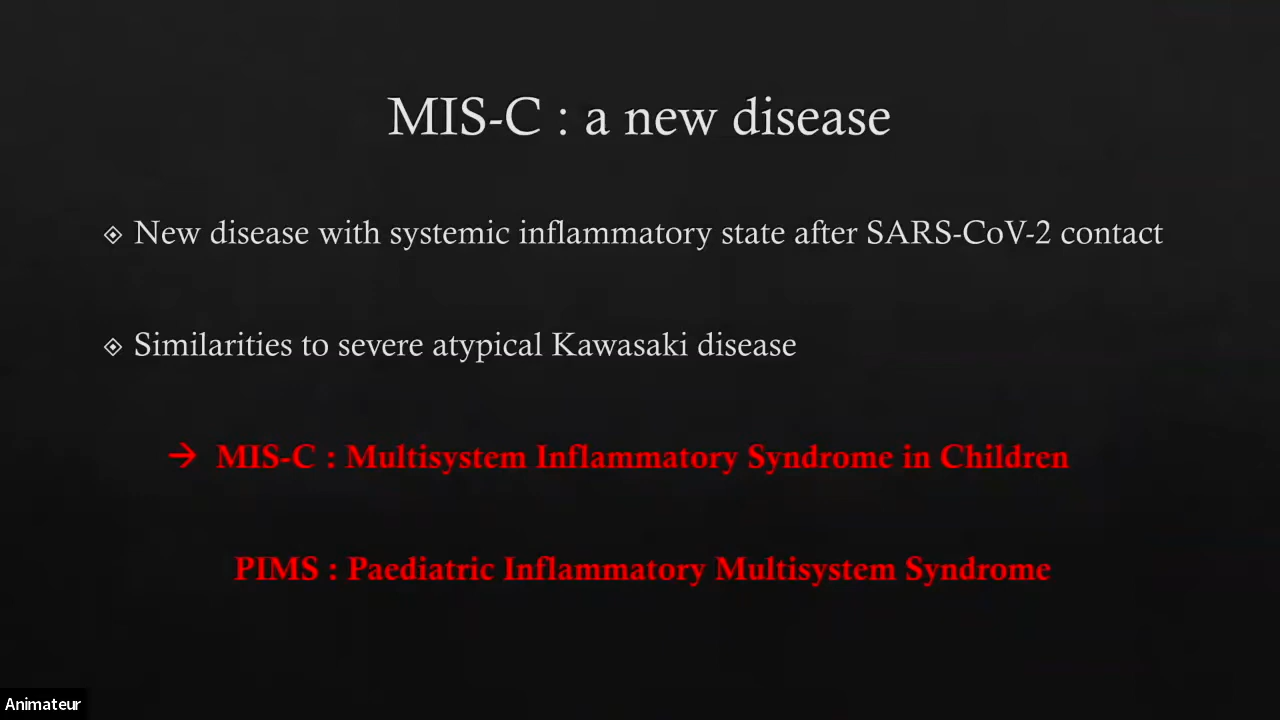 MIS-C : a new disease
New disease with systemic inflammatory state after SARS-CoV-2 contact
Similarities to severe atypical Kawasaki disease
→ MIS-C : Multisystem Inflammatory Syndrome in Children
PIMS : Paediatric Inflammatory Multisystem Syndrome
Animateur